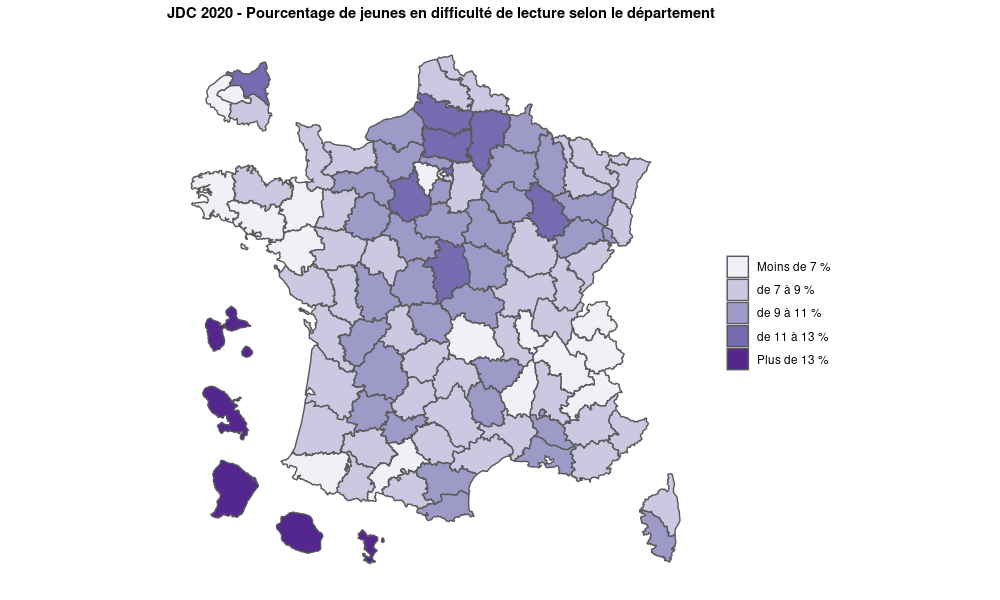 JDC 2020 - Pourcentage de jeunes en difficulté de lecture selon le département
Moins de 7 %
de 7 à 9 %
de 9 à 11 %
de 11 à 13 %
Plus de 13 %